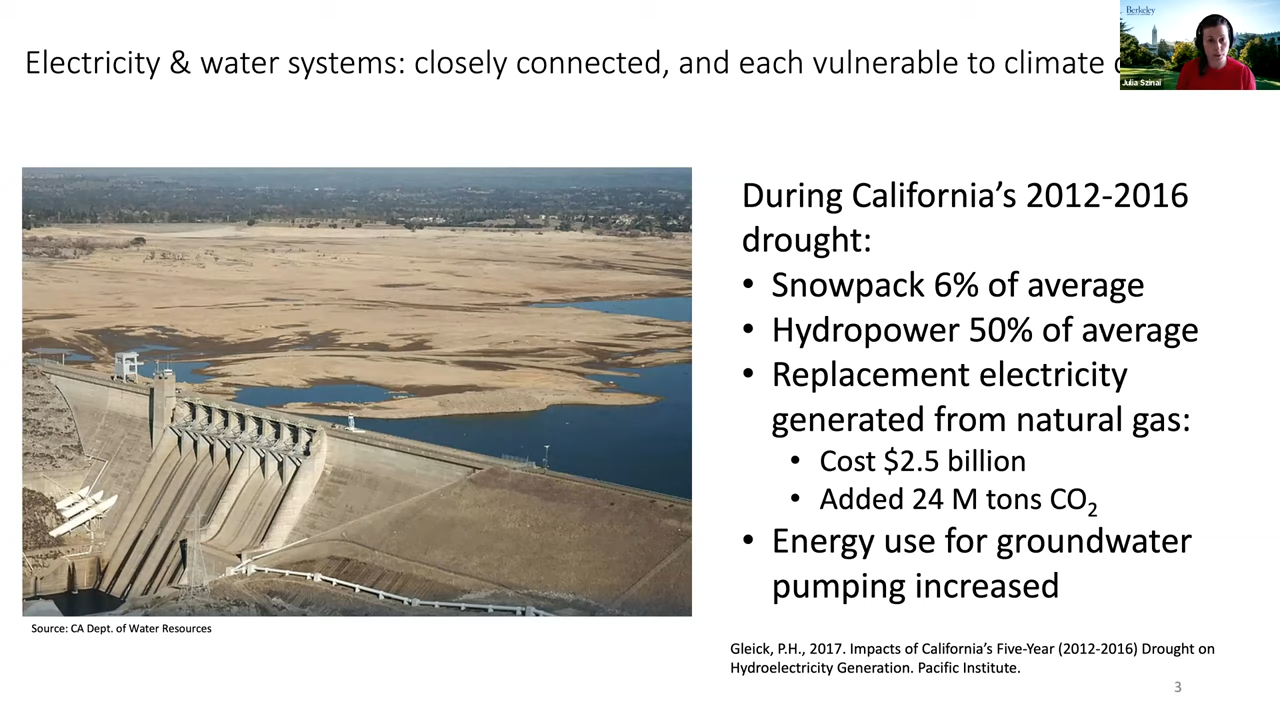 Berkeley
Electricity & water systems: closely connected, and each vulnerable to climate
Julia Szinai
During California’s 2012-2016
drought:
• Snowpack 6% of average
• Hydropower 50% of average
• Replacement electricity
generated from natural gas:
• Cost $2.5 billion
• Added 24 M tons CO₂
• Energy use for groundwater
pumping increased
Source: CA Dept. of Water Resources
Gleick, P.H., 2017. Impacts of California’s Five-Year (2012-2016) Drought on
Hydroelectricity Generation. Pacific Institute.
3